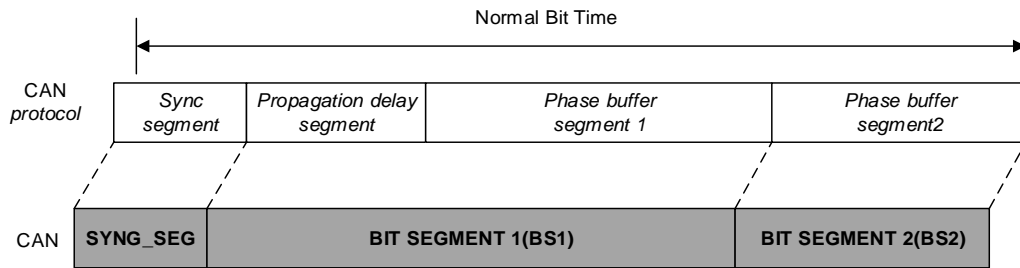 Normal Bit Time
CAN
protocol
Sync
segment
Propagation delay
segment
Phase buffer
segment 1
Phase buffer
segment2
CAN
SYNG_SEG
BIT SEGMENT 1(BS1)
BIT SEGMENT 2(BS2)